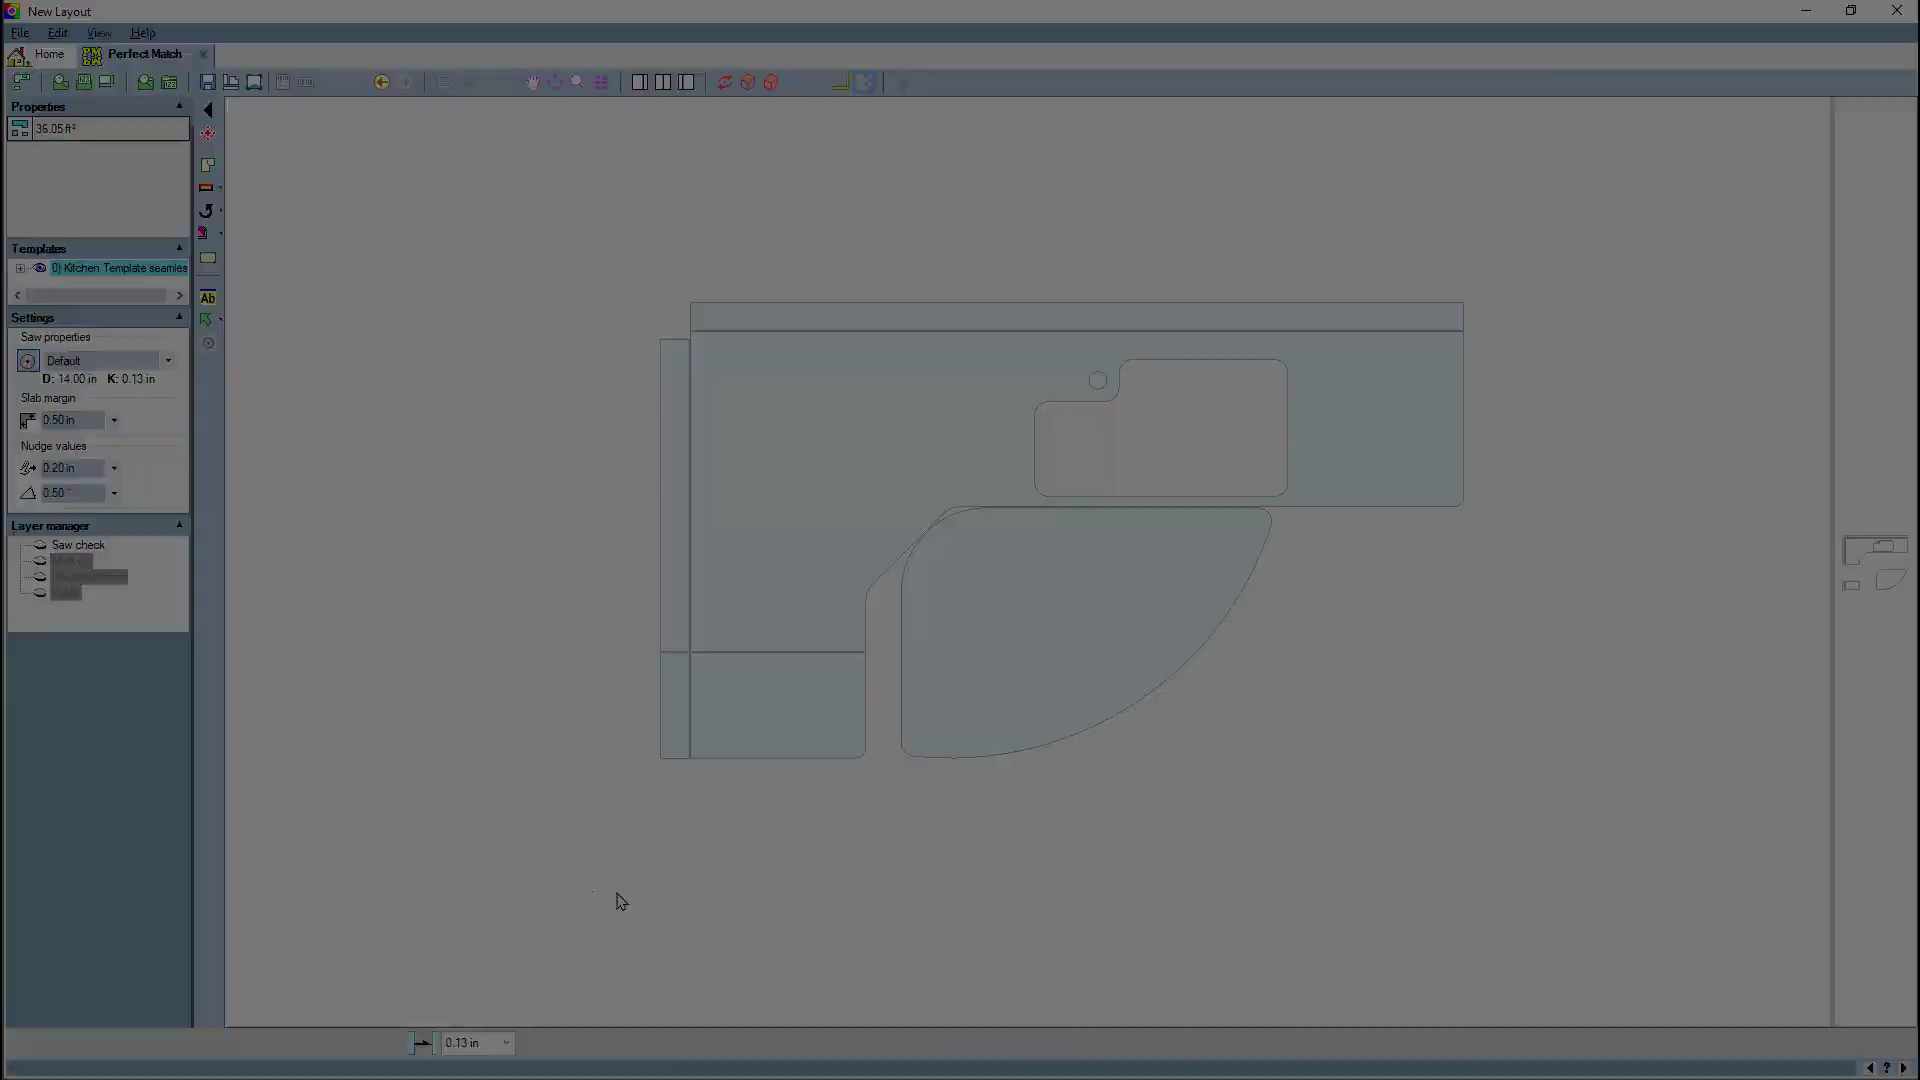 New Layout
File Edit View Help
Home Perfect Match
Properties
36.05 ft²
Templates
0) Kitchen Template seamles
Settings
Saw properties
Default
D: 14.00 in K: 0.13 in
Slab margin
0.50 in
Nudge values
0.20 in
0.50 °
Layer manager
Saw check
Ab
0.13 in